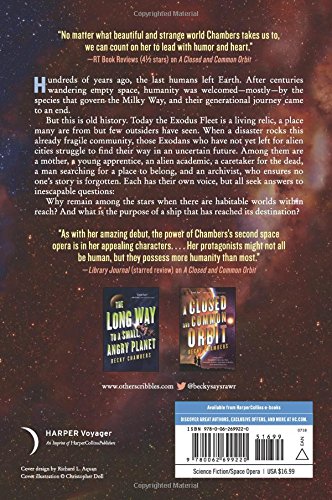 "No matter what beautiful and strange world Chambers takes us to,
we can count on her to lead with humor and heart."
—RT Book Reviews (4½ stars) on A Closed and Common Orbit
Hundreds of years ago, the last humans left Earth. After centuries
wandering empty space, humanity was welcomed—mostly—by the
species that govern the Milky Way, and their generational journey came
to an end.
But this is old history. Today the Exodus Fleet is a living relic, a place
many are from but few outsiders have seen. When a disaster rocks this
already fragile community, those Exodans who have not yet left for alien
cities struggle to find their way in an uncertain future. Among them are
a mother, a young apprentice, an alien academic, a caretaker for the dead,
a man searching for a place to belong, and an archivist, who ensures no
one's story is forgotten. Each has their own voice, but all seek answers to
inescapable questions:
Why remain among the stars when there are habitable worlds within
reach? And what is the purpose of a ship that has reached its destination?
"As with her amazing debut, the power of Chambers's second space
opera is in her appealing characters. . . . Her protagonists might not all
be human, but they possess more humanity than most."
—Library Journal (starred review) on A Closed and Common Orbit
THE
LONG WAY
TO A SMALL,
ANGRY PLANET
BECKY CHAMBERS
A CLOSED
AND COMMON
ORBIT
BECKY CHAMBERS
www.otherscribbles.com
@beckysaysrawr
HARPER Voyager
An Imprint of HarperCollinsPublishers
Cover design by Richard L. Aquan
Cover illustration © Christopher Doll
Available from HarperCollins e-books
DISCOVER GREAT AUTHORS, EXCLUSIVE OFFERS, AND MORE AT HC.COM.
ISBN 978-0-06-269922-0
0718
EAN
51699
9 780062 699220
Science Fiction/Space Opera
USA $16.99